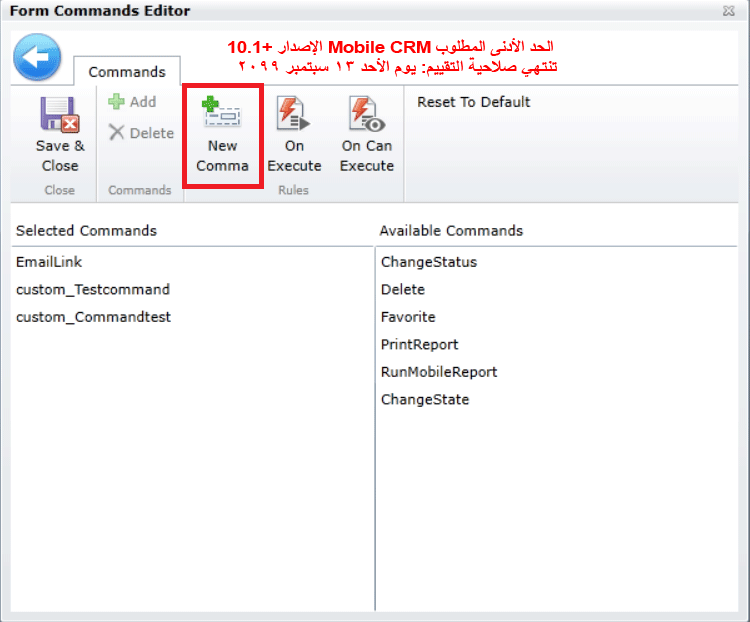 Form Commands Editor
الحد الأدنى المطلوب Mobile CRM الإصدار 10.1+
تنتهي صلاحية التقييم: يوم الأحد ١٣ سبتمبر ٢٠٩٩
Commands
Save & Close
Close
Add
Delete
Commands
New Comma
On Execute
On Can Execute
Rules
Reset To Default
Selected Commands
EmailLink
custom_Testcommand
custom_Commandtest
Available Commands
ChangeStatus
Delete
Favorite
PrintReport
RunMobileReport
ChangeState